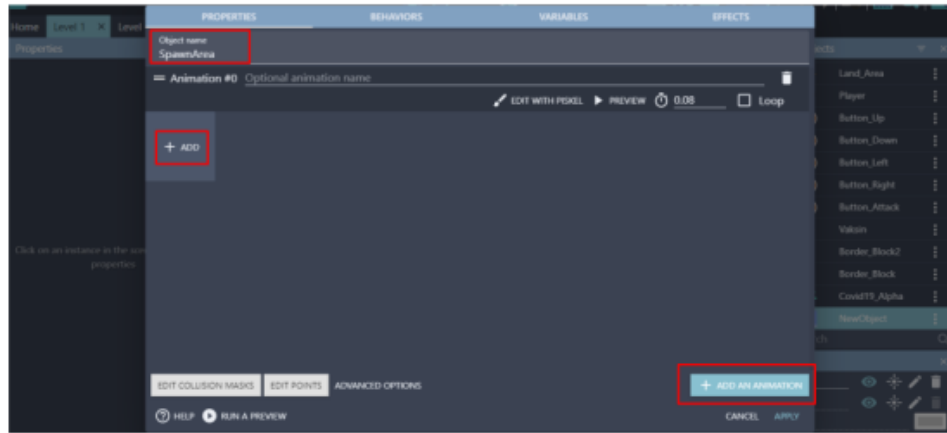 PROPERTIES BEHAVIORS VARIABLES EFFECTS
Home Level 1 × Level
Properties
Object name
SpawnArea
Animation #0 Optional animation name
EDIT WITH PISKEL PREVIEW 0.08 Loop
+ ADD
Land_Area
Player
Button_Up
Button_Down
Button_Left
Button_Right
Button_Attack
Vaksin
Border_Block2
Border_Block
Covid19_Alpha
NewObject
Click on an instance in the
properties
EDIT COLLISION MASKS EDIT POINTS ADVANCED OPTIONS + ADD AN ANIMATION
HELP RUN A PREVIEW CANCEL APPLY